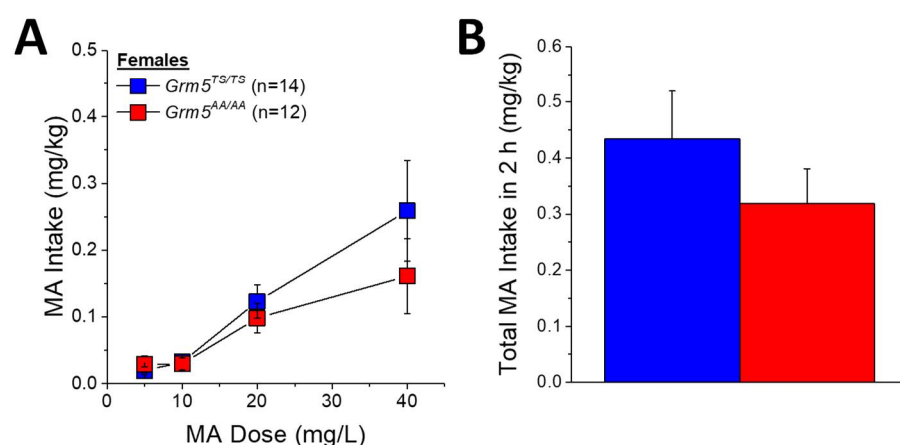 A
Females
Grm5TS/TS (n=14)
Grm5AA/AA (n=12)
MA Intake (mg/kg)
0.5
0.4
0.3
0.2
0.1
0.0
0 10 20 30 40
MA Dose (mg/L)
B
Total MA Intake in 2 h (mg/kg)
0.6
0.5
0.4
0.3
0.2
0.1
0.0